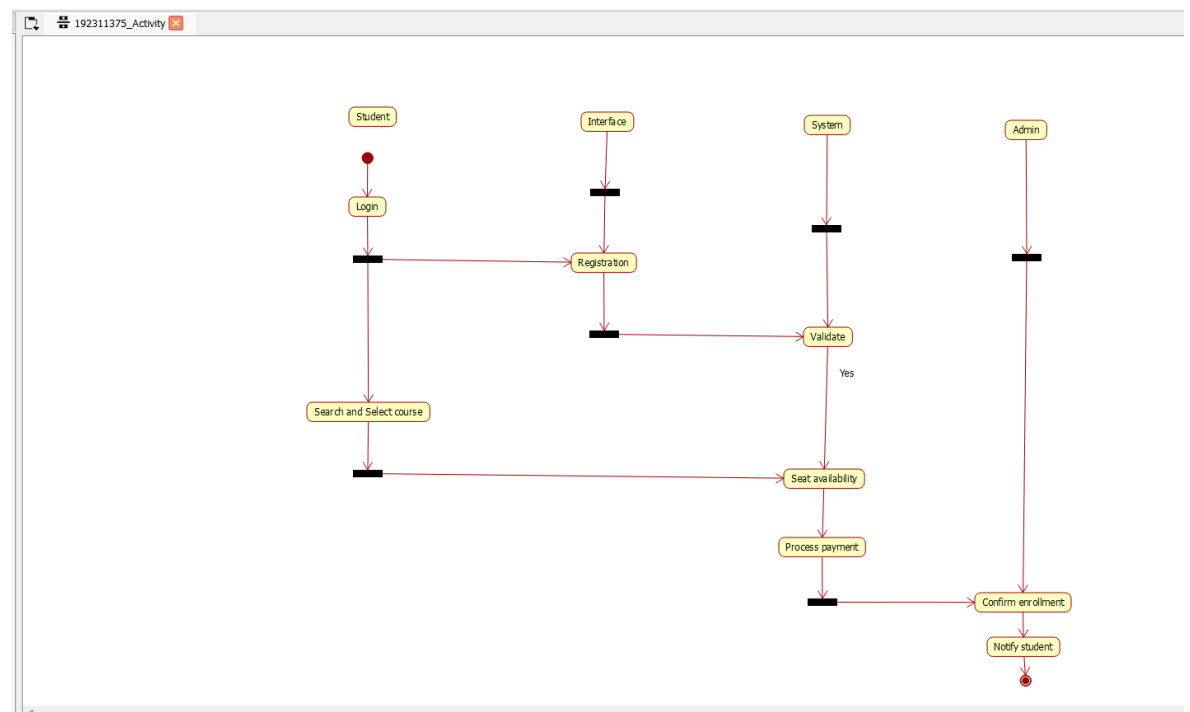 192311375_Activity
Student
Interface
System
Admin
Login
Registration
Validate
Yes
Search and Select course
Seat availability
Process payment
Confirm enrollment
Notify student